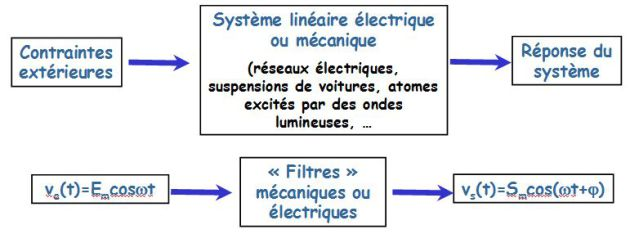 Contraintes
extérieures
Système linéaire électrique
ou mécanique
(réseaux électriques,
suspensions de voitures, atomes
excités par des ondes
lumineuses, …
Réponse du
système
vₑ(t)=Eₘcosωt
« Filtres »
mécaniques ou
électriques
vₛ(t)=Sₘcos(ωt+φ)